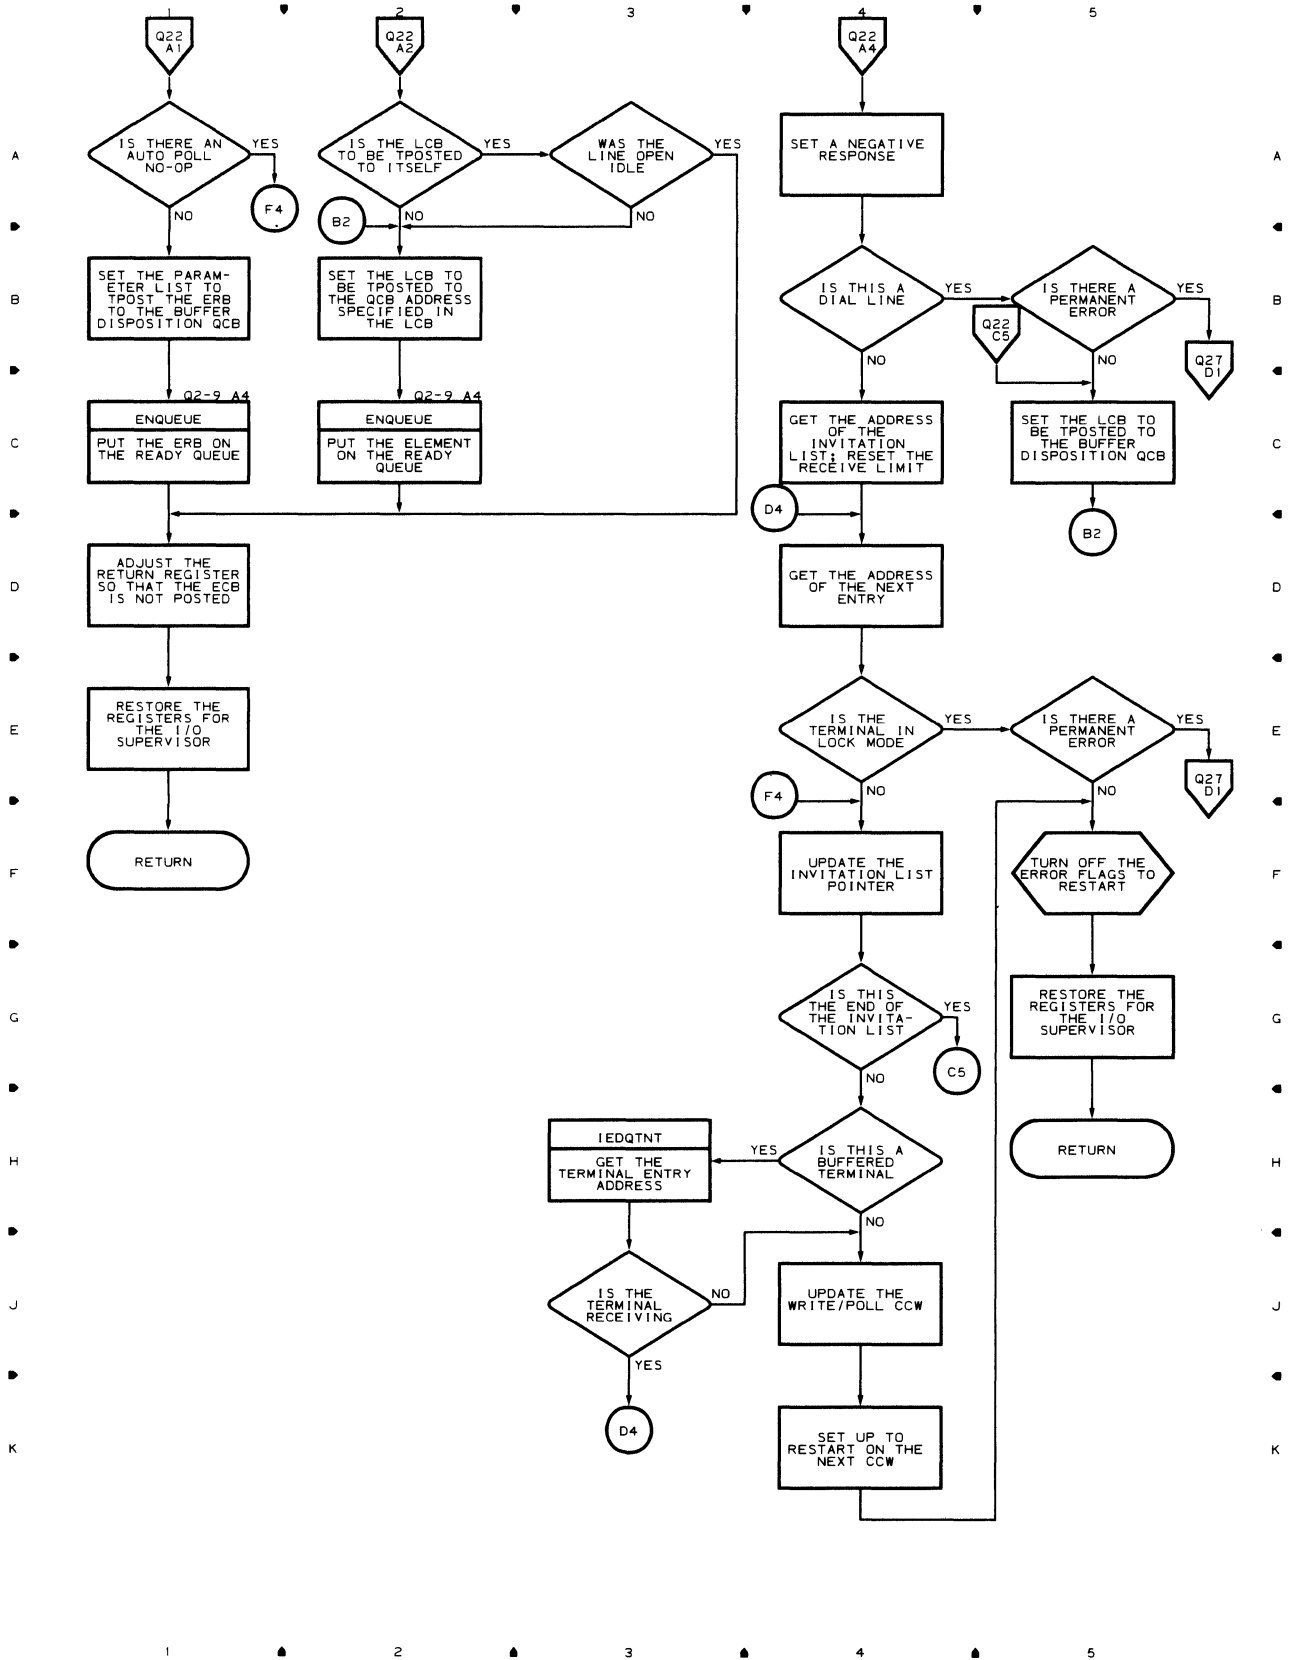 1 2 3 4 5
Q22
A1
Q22
A2
Q22
A4
A
IS THERE AN
AUTO POLL
NO-OP
YES
NO
F4
IS THE LCB
TO BE TPOSTED
TO ITSELF
YES
NO
B2
WAS THE
LINE OPEN
IDLE
YES
NO
SET A NEGATIVE
RESPONSE
A
B
SET THE PARAM-
ETER LIST TO
TPOST THE ERB
TO THE BUFFER
DISPOSITION QCB
SET THE LCB TO
BE TPOSTED TO
THE QCB ADDRESS
SPECIFIED IN
THE LCB
IS THIS A
DIAL LINE
YES
NO
Q22
C5
IS THERE A
PERMANENT
ERROR
YES
NO
Q27
D1
B
C
Q2-9 A4
ENQUEUE
PUT THE ERB ON
THE READY QUEUE
Q2-9 A4
ENQUEUE
PUT THE ELEMENT
ON THE READY
QUEUE
GET THE ADDRESS
OF THE
INVITATION
LIST; RESET THE
RECEIVE LIMIT
SET THE LCB TO
BE TPOSTED TO
THE BUFFER
DISPOSITION QCB
C
D4
B2
D
ADJUST THE
RETURN REGISTER
SO THAT THE ECB
IS NOT POSTED
GET THE ADDRESS
OF THE NEXT
ENTRY
D
E
RESTORE THE
REGISTERS FOR
THE I/O
SUPERVISOR
IS THE
TERMINAL IN
LOCK MODE
YES
NO
IS THERE A
PERMANENT
ERROR
YES
NO
Q27
D1
E
F4
F
RETURN
UPDATE THE
INVITATION LIST
POINTER
TURN OFF THE
ERROR FLAGS TO
RESTART
F
G
IS THIS
THE END OF
THE INVITA-
TION LIST
YES
NO
C5
RESTORE THE
REGISTERS FOR
THE I/O
SUPERVISOR
G
H
IEDQTNT
GET THE
TERMINAL ENTRY
ADDRESS
YES
IS THIS A
BUFFERED
TERMINAL
NO
RETURN
H
J
IS THE
TERMINAL
RECEIVING
NO
YES
UPDATE THE
WRITE/POLL CCW
J
D4
K
SET UP TO
RESTART ON THE
NEXT CCW
K
1 2 3 4 5